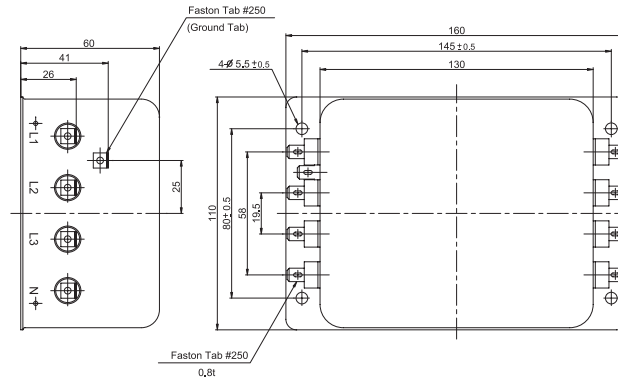 Faston Tab #250
(Ground Tab)
60
41
26
L1
L2
L3
N
25
160
145±0.5
4-Ø5.5±0.5
130
110
80±0.5
58
19.5
Faston Tab #250
0.8t